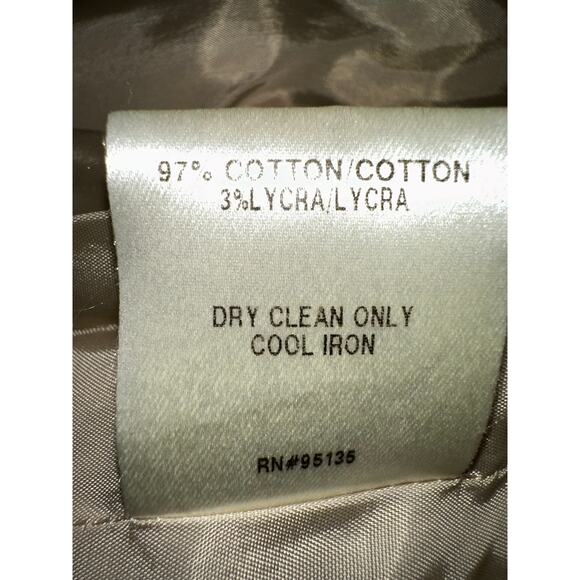 97% COTTON/COTTON
3%LYCRA/LYCRA
DRY CLEAN ONLY
COOL IRON
RN#95135